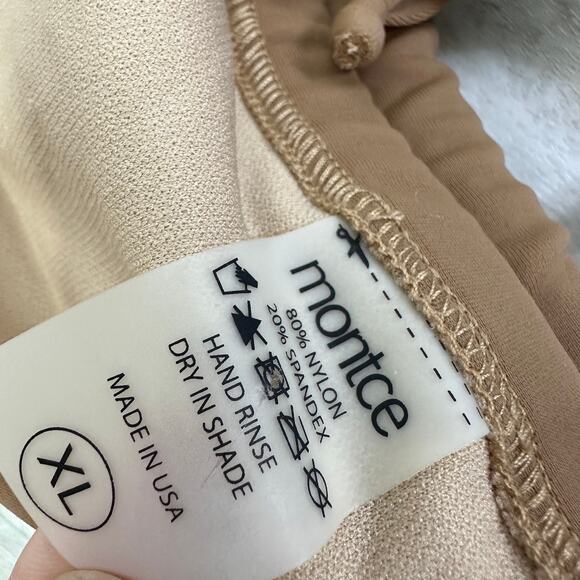 montce
80% NYLON
20% SPANDEX
HAND RINSE
DRY IN SHADE
MADE IN USA
XL